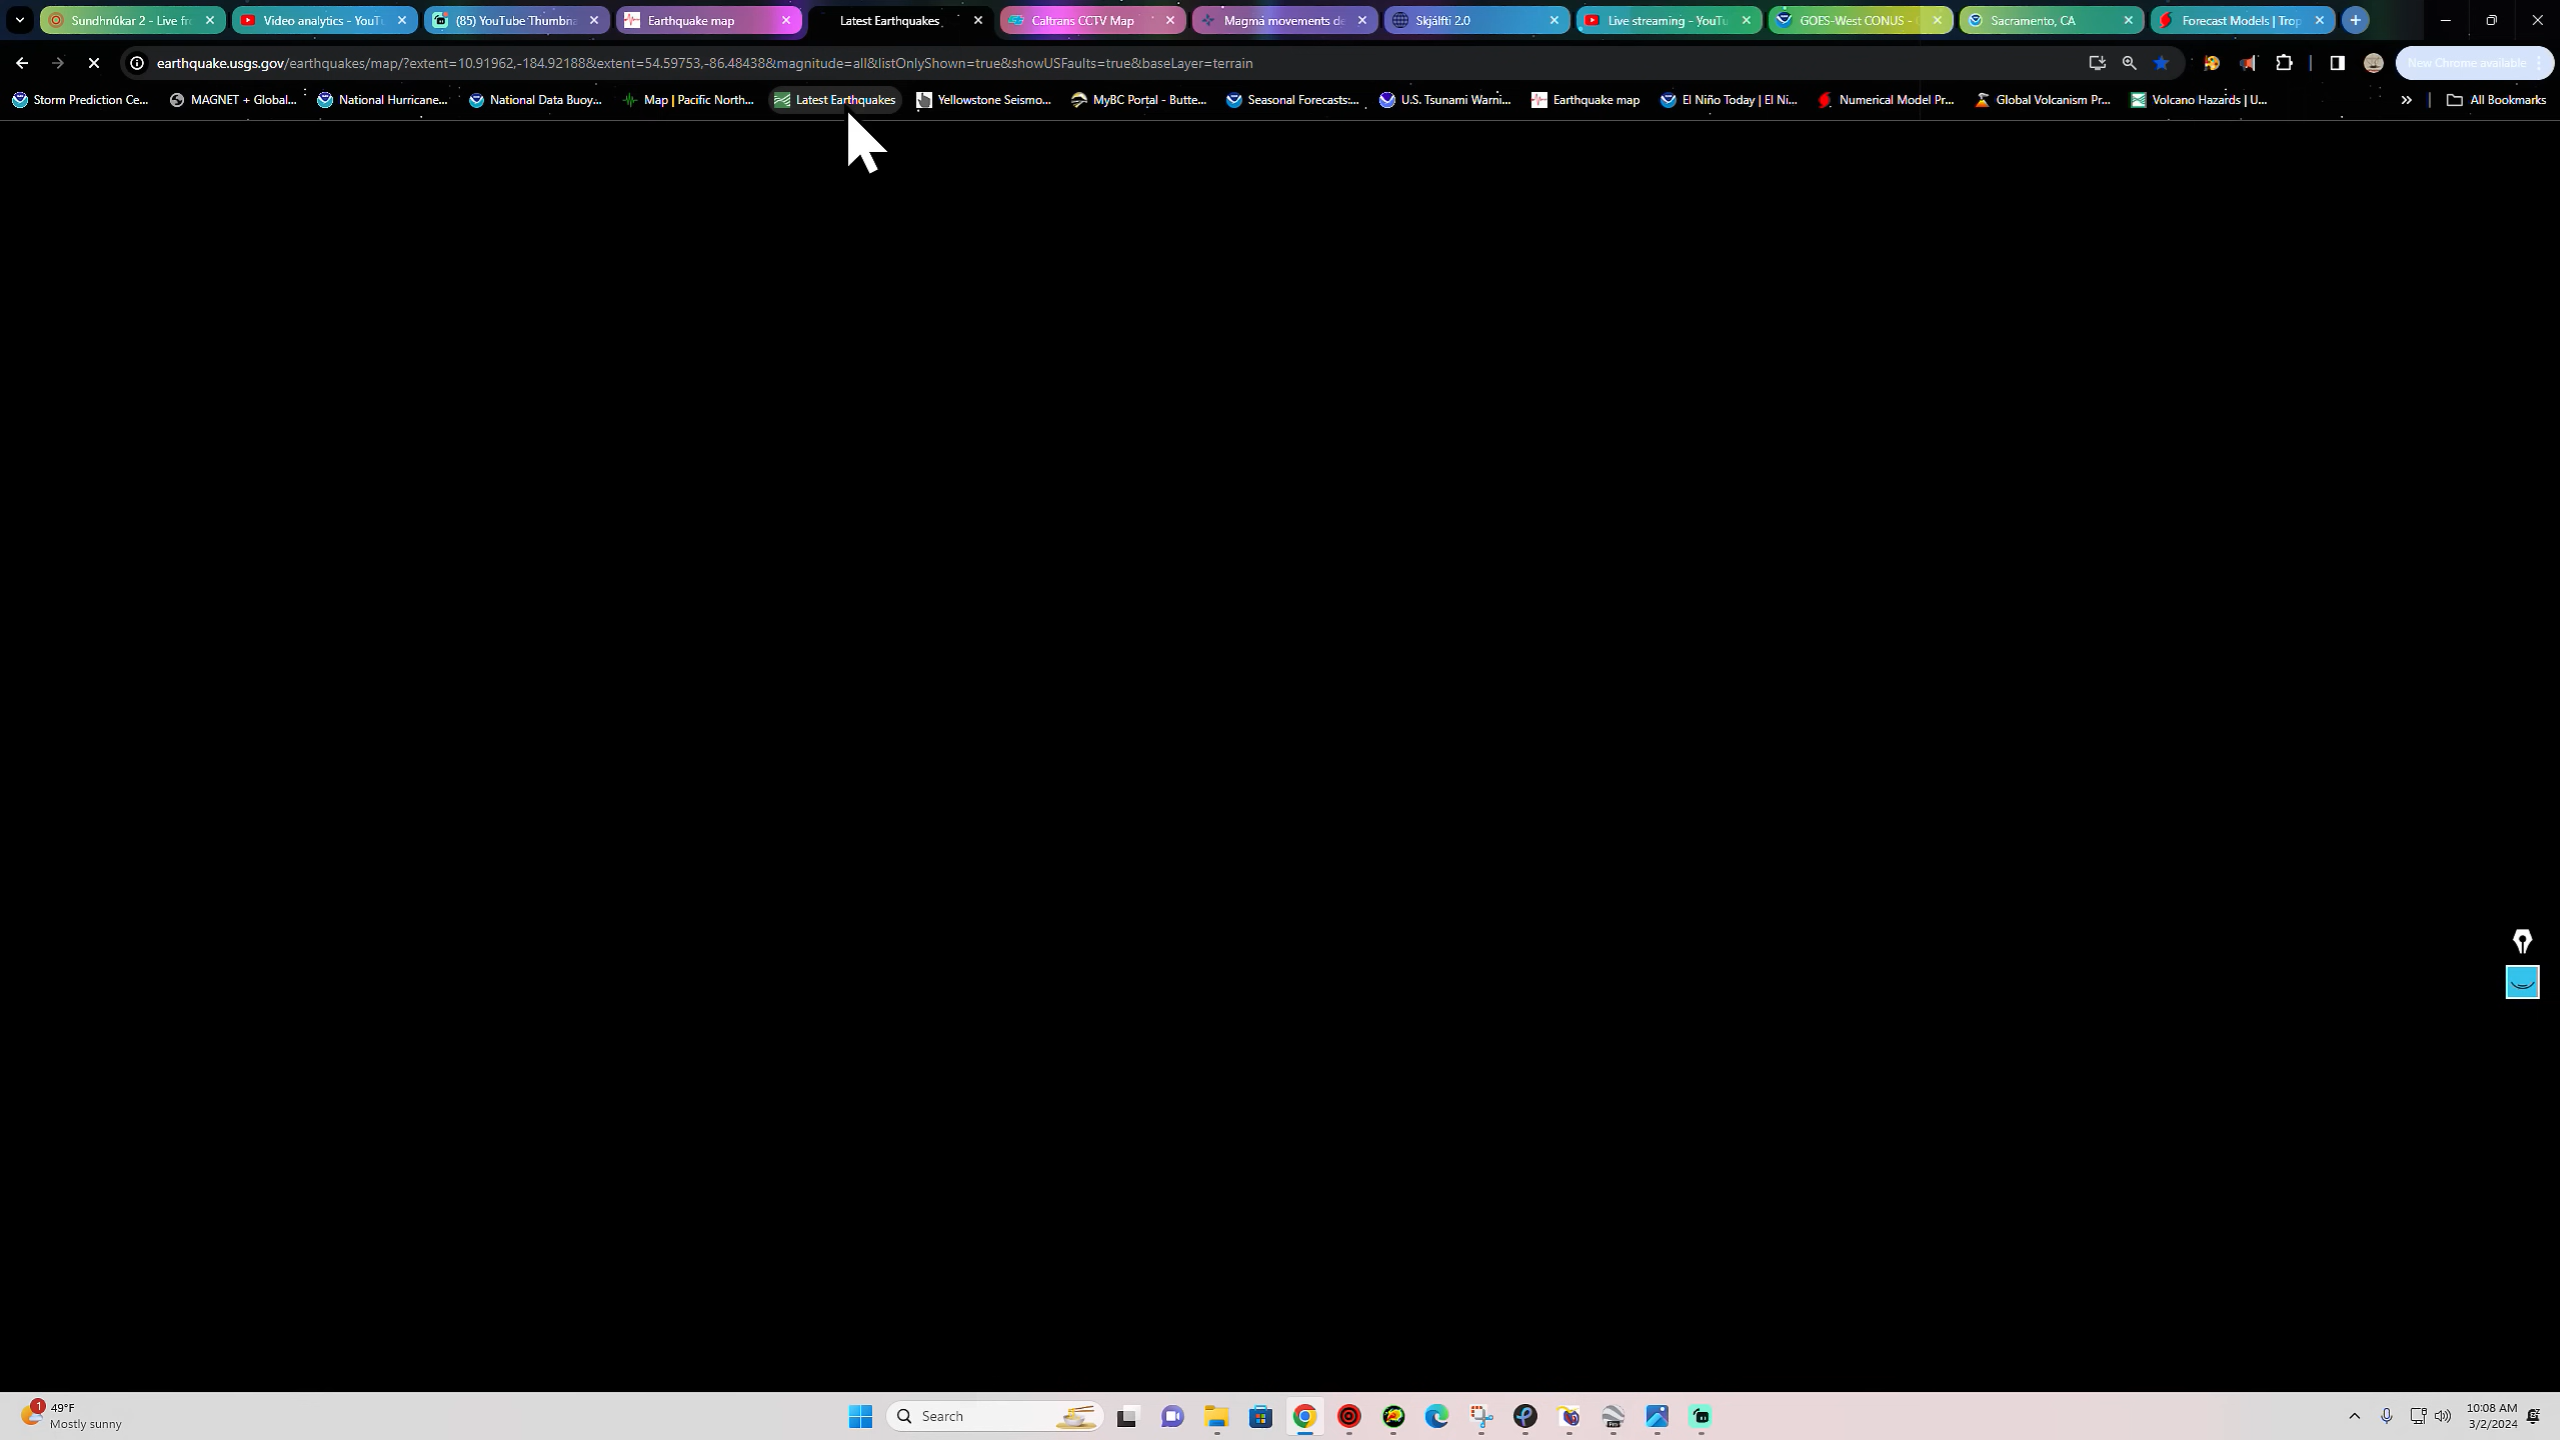 Sundhnúkar 2 - Live fr
Video analytics - YouTu
(85) YouTube Thumbna
Earthquake map
Latest Earthquakes
Caltrans CCTV Map
Magma movements de
Skjálfti 2.0
Live streaming - YouTu
GOES-West CONUS -
Sacramento, CA
Forecast Models | Trop
earthquake.usgs.gov/earthquakes/map/?extent=10.91962,-184.92188&extent=54.59753,-86.48438&magnitude=all&listOnlyShown=true&showUSFaults=true&baseLayer=terrain
New Chrome available
Storm Prediction Ce...
MAGNET + Global...
National Hurricane...
National Data Buoy...
Map | Pacific North...
Latest Earthquakes
Yellowstone Seismo...
MyBC Portal - Butte...
Seasonal Forecasts:...
U.S. Tsunami Warni...
Earthquake map
El Niño Today | El Ni...
Numerical Model Pr...
Global Volcanism Pr...
Volcano Hazards | U...
All Bookmarks
1
49°F
Mostly sunny
Search
10:08 AM
3/2/2024